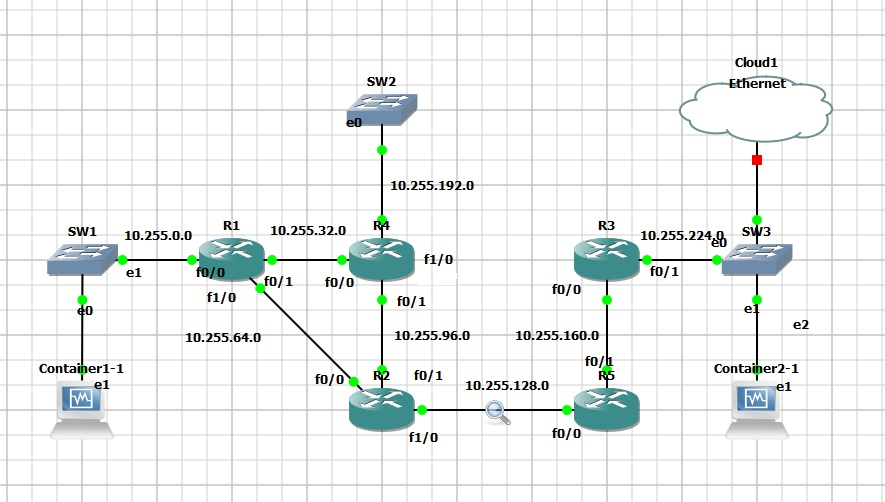 Cloud1
Ethernet
SW2
e0
10.255.192.0
SW1
10.255.0.0
R1
10.255.32.0
R4
R3
10.255.224.0
e0
SW3
e1
f0/0
f0/1
f0/0
f1/0
f0/1
f0/0
f1/0
f0/1
e0
e1
e2
10.255.64.0
10.255.96.0
10.255.160.0
f0/1
Container1-1
e1
f0/0
R2
f0/1
10.255.128.0
R5
Container2-1
e1
f1/0
f0/0